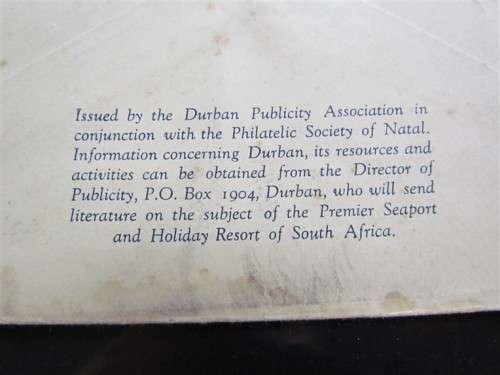 Issued by the Durban Publicity Association in
conjunction with the Philatelic Society of Natal.
Information concerning Durban, its resources and
activities can be obtained from the Director of
Publicity, P.O. Box 1904, Durban, who will send
literature on the subject of the Premier Seaport
and Holiday Resort of South Africa.